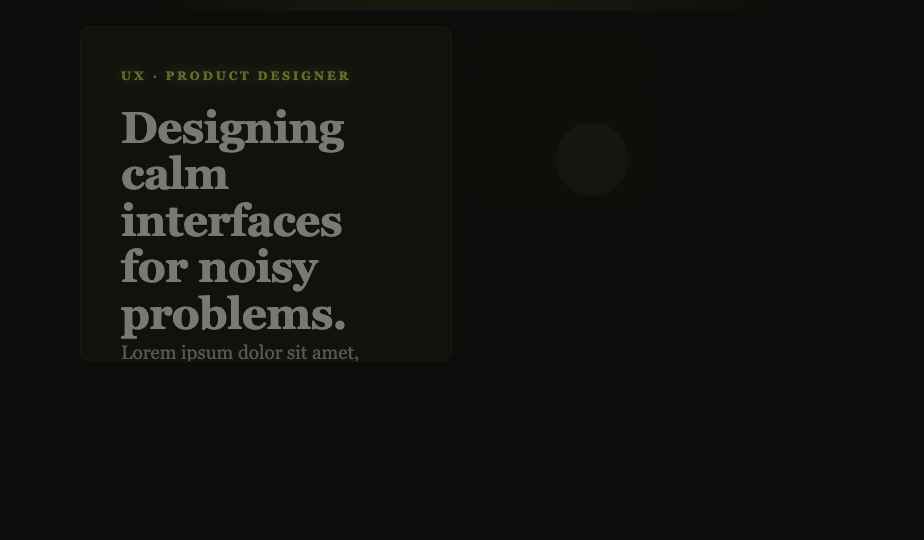 UX · PRODUCT DESIGNER
Designing
calm
interfaces
for noisy
problems.
Lorem ipsum dolor sit amet,